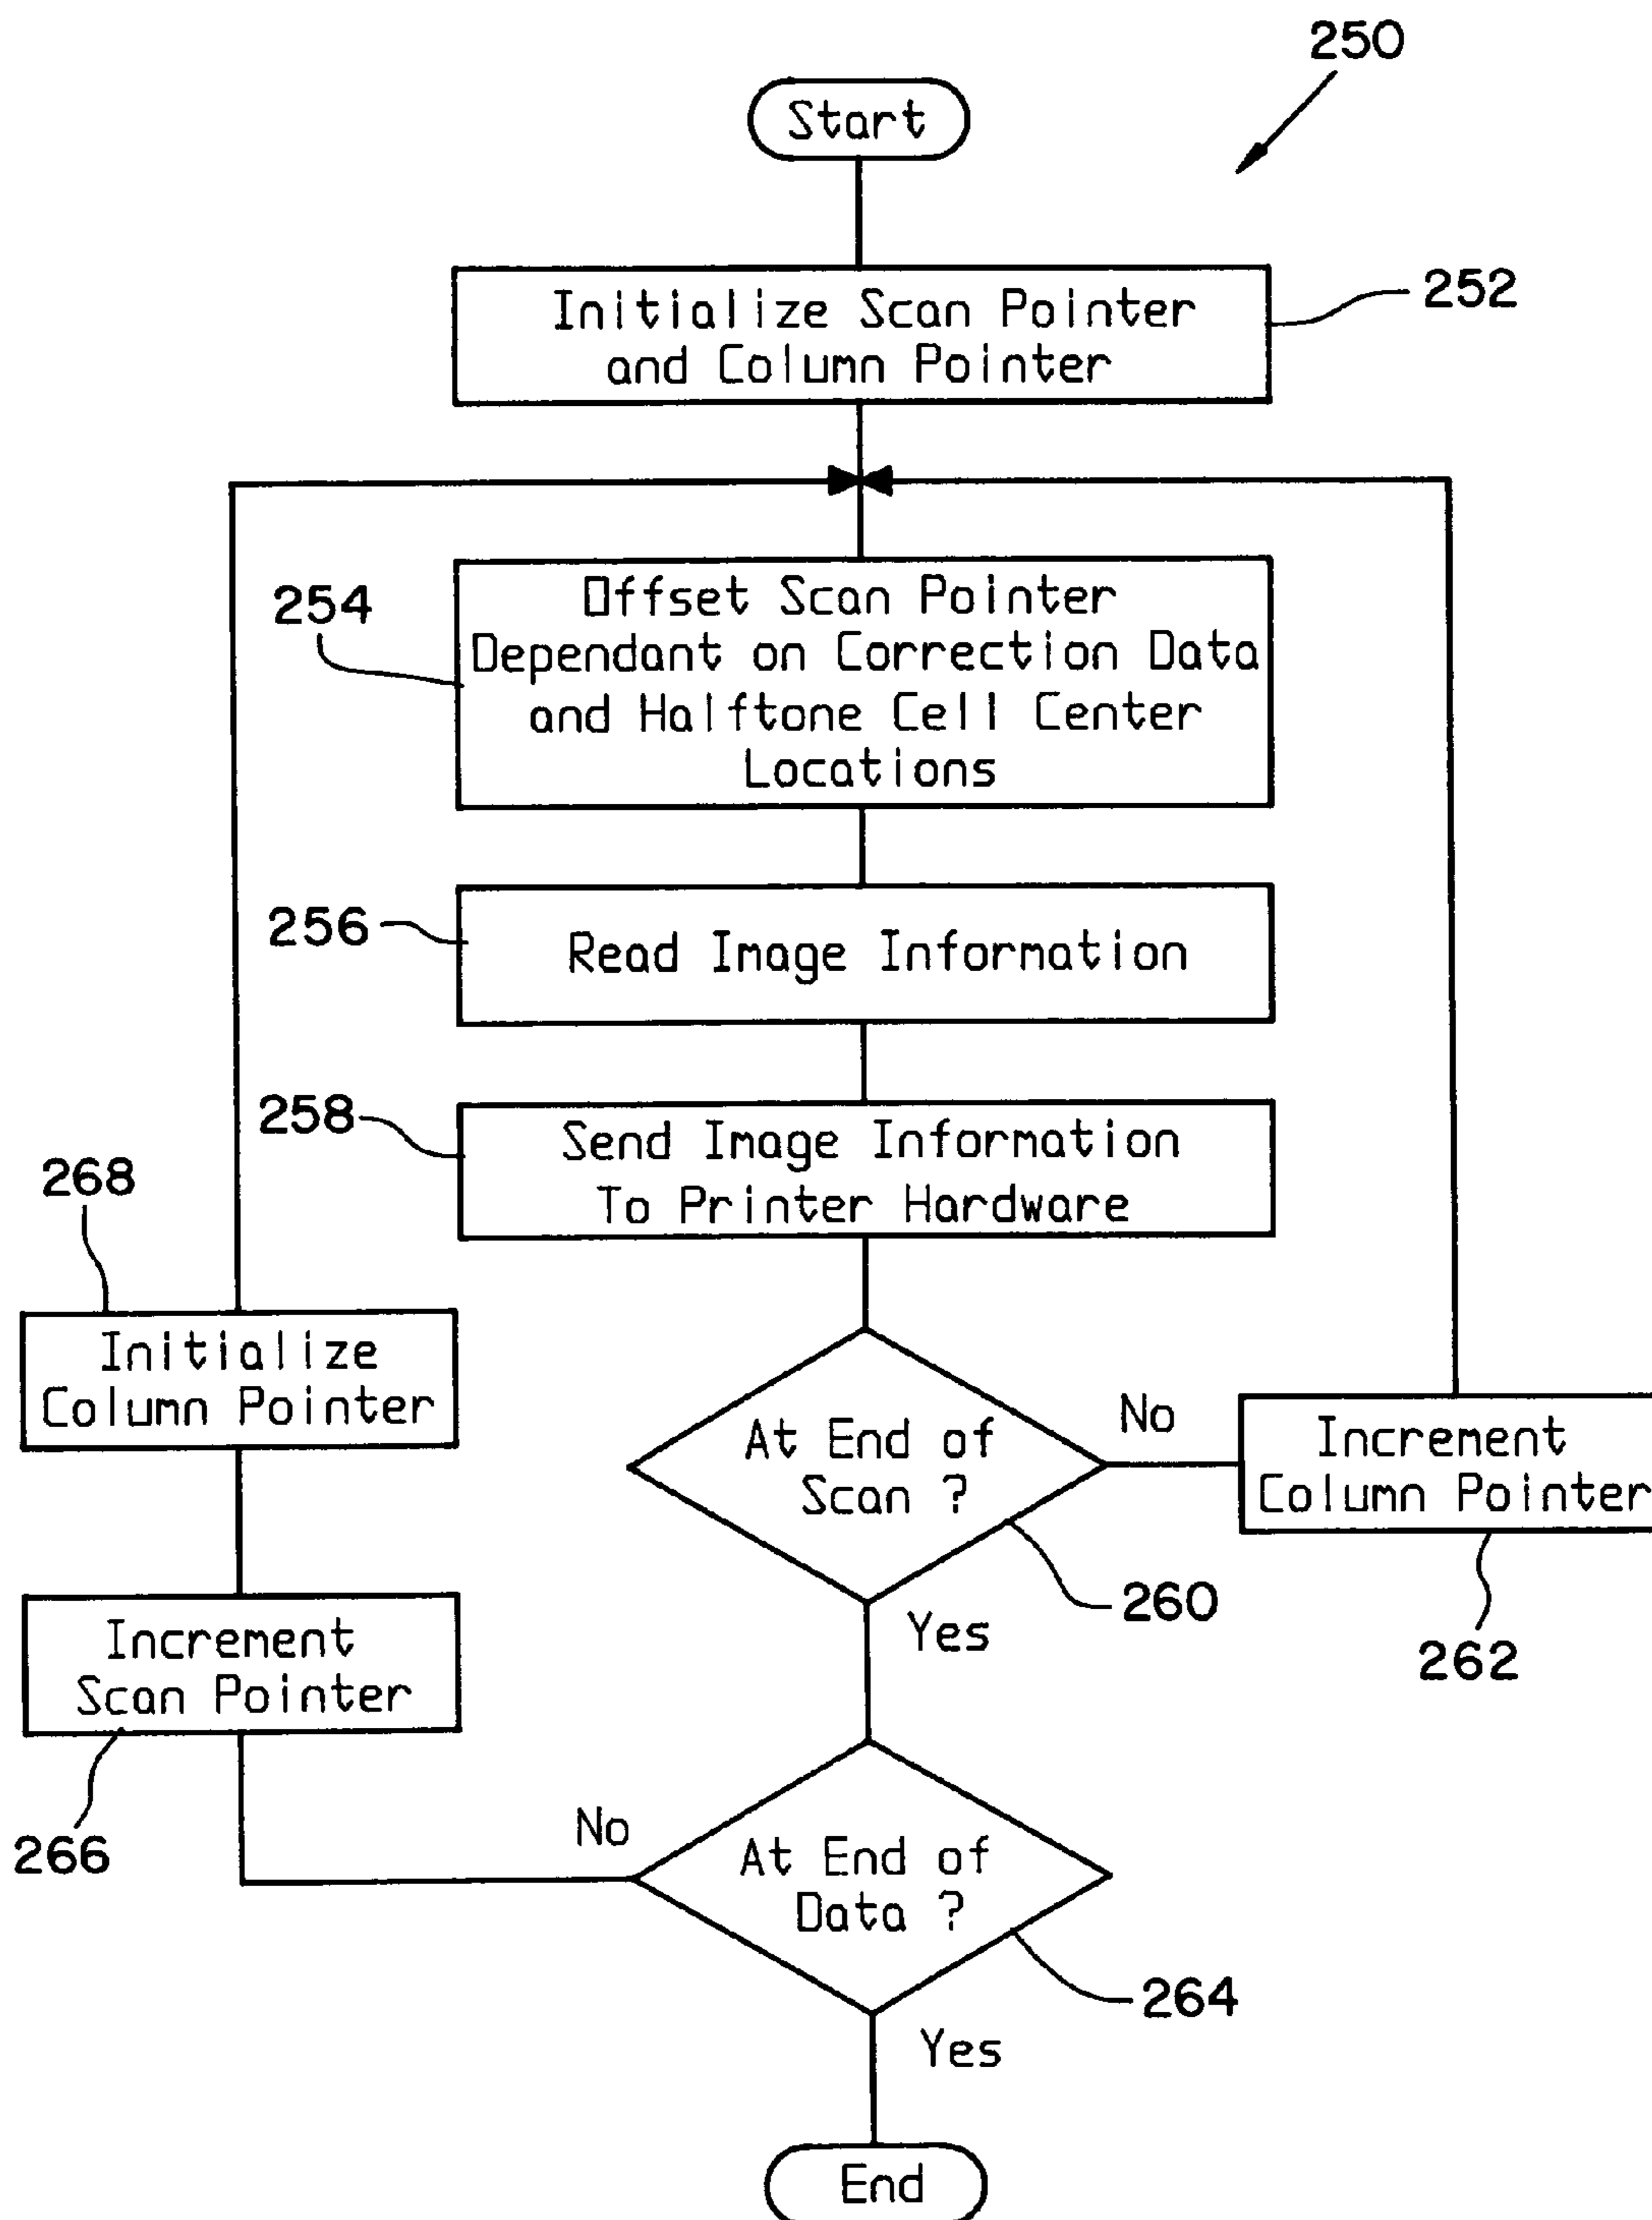 250
Start
Initialize Scan Pointer
and Column Pointer
252
254
Offset Scan Pointer
Dependant on Correction Data
and Halftone Cell Center
Locations
256
Read Image Information
258
Send Image Information
To Printer Hardware
268
Initialize
Column Pointer
At End of
Scan ?
No
Increment
Column Pointer
260
262
Yes
Increment
Scan Pointer
266
No
At End of
Data ?
264
Yes
End